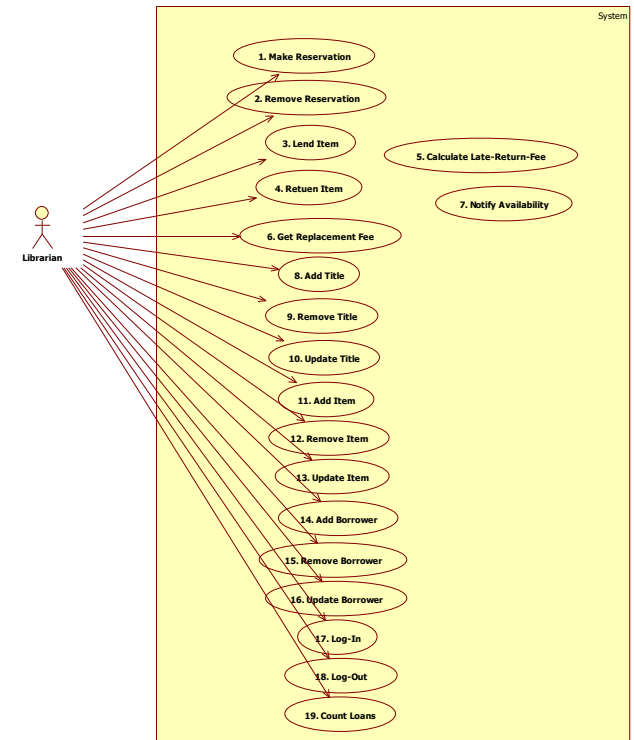 System
1. Make Reservation
2. Remove Reservation
3. Lend Item
5. Calculate Late-Return-Fee
4. Retuen Item
7. Notify Availability
6. Get Replacement Fee
Librarian
8. Add Title
9. Remove Title
10. Update Title
11. Add Item
12. Remove Item
13. Update Item
14. Add Borrower
15. Remove Borrower
16. Update Borrower
17. Log-In
18. Log-Out
19. Count Loans